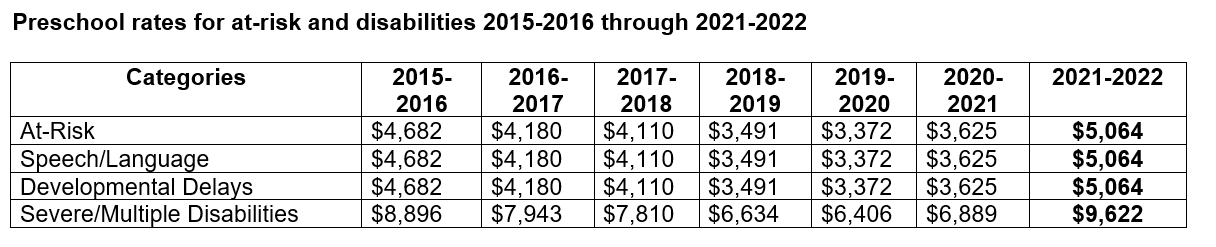 Preschool rates for at-risk and disabilities 2015-2016 through 2021-2022
Categories 2015-2016 2016-2017 2017-2018 2018-2019 2019-2020 2020-2021 2021-2022
At-Risk $4,682 $4,180 $4,110 $3,491 $3,372 $3,625 $5,064
Speech/Language $4,682 $4,180 $4,110 $3,491 $3,372 $3,625 $5,064
Developmental Delays $4,682 $4,180 $4,110 $3,491 $3,372 $3,625 $5,064
Severe/Multiple Disabilities $8,896 $7,943 $7,810 $6,634 $6,406 $6,889 $9,622